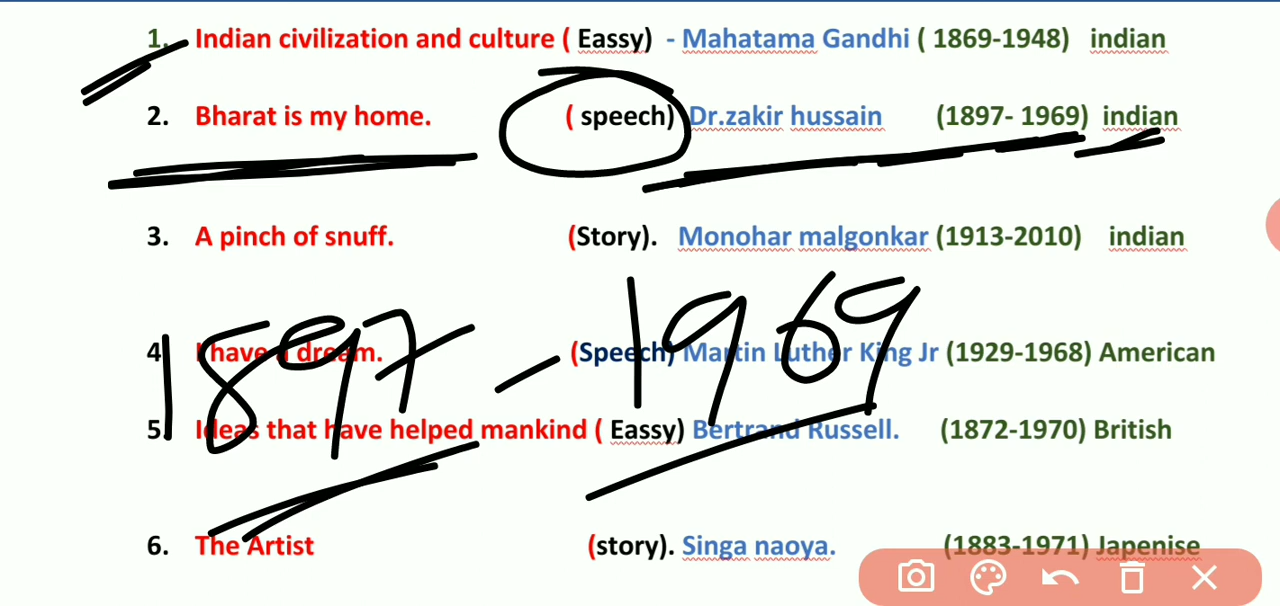 1. Indian civilization and culture ( Eassy) - Mahatama Gandhi ( 1869-1948) indian
2. Bharat is my home. ( speech) Dr.zakir hussain (1897- 1969) indian
3. A pinch of snuff. (Story). Monohar malgonkar (1913-2010) indian
1897 - 1969
4. I have a dream. (Speech) Martin Luther King Jr (1929-1968) American
5. Ideas that have helped mankind ( Eassy) Bertrand Russell. (1872-1970) British
6. The Artist (story). Singa naoya. (1883-1971) Japenise